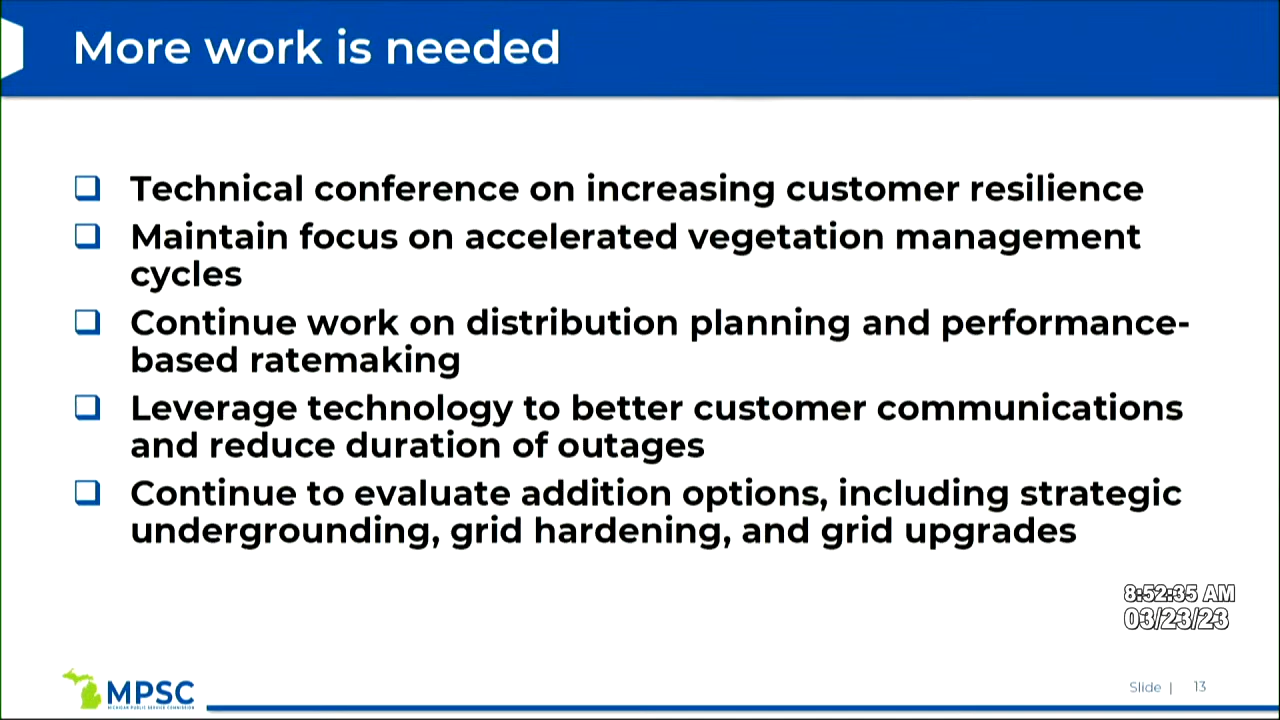 More work is needed
Technical conference on increasing customer resilience
Maintain focus on accelerated vegetation management
cycles
Continue work on distribution planning and performance-
based ratemaking
Leverage technology to better customer communications
and reduce duration of outages
Continue to evaluate addition options, including strategic
undergrounding, grid hardening, and grid upgrades
8:52:35 AM
03/23/23
MPSC
MICHIGAN PUBLIC SERVICE COMMISSION
Slide | 13